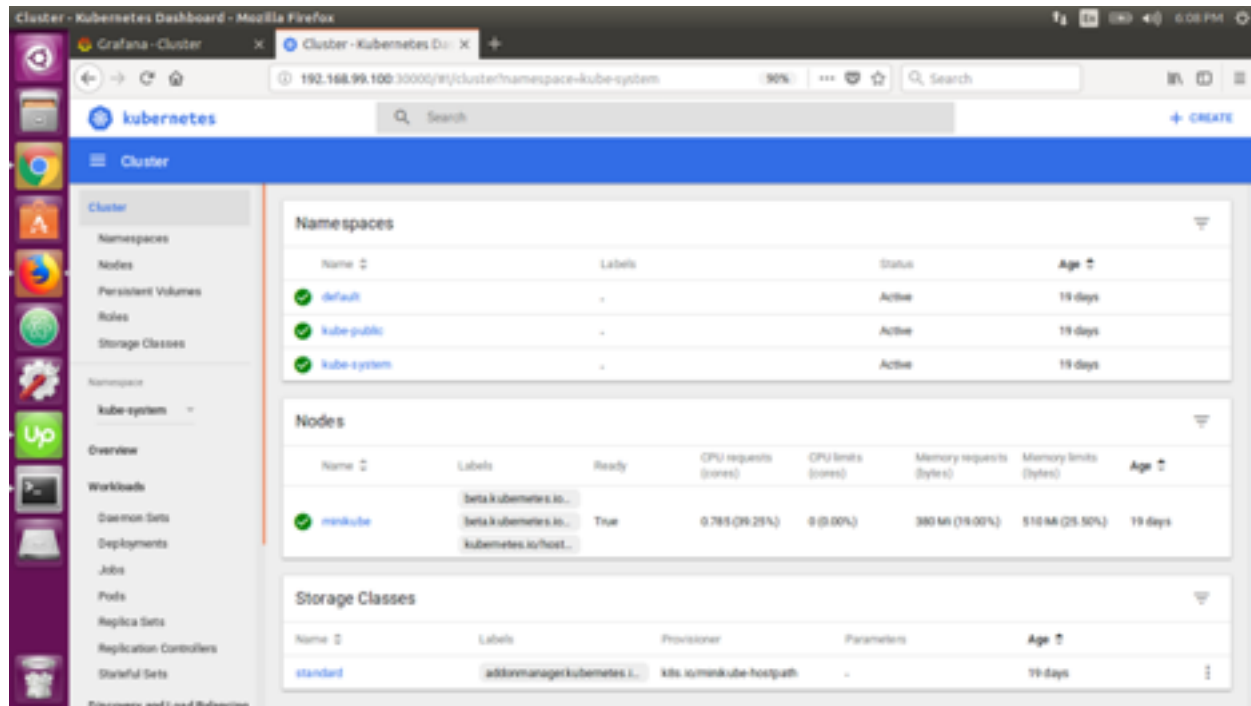 Cluster - Kubernetes Dashboard - Mozilla Firefox
En
6:08 PM
Grafana - Cluster
Cluster - Kubernetes Da
192.168.99.100:30000/#!/cluster?namespace=kube-system
90%
Search
kubernetes
Search
+ CREATE
Cluster
Cluster
Namespaces
Nodes
Persistent Volumes
Roles
Storage Classes
Namespace
kube-system
Overview
Workloads
Daemon Sets
Deployments
Jobs
Pods
Replica Sets
Replication Controllers
Stateful Sets
Discovery and Load Balancing
Namespaces
Name Labels Status Age
default - Active 19 days
kube-public - Active 19 days
kube-system - Active 19 days
Nodes
Name Labels Ready CPU requests (cores) CPU limits (cores) Memory requests (bytes) Memory limits (bytes) Age
beta.kubernetes.io...
minikube beta.kubernetes.io... True 0.785 (39.25%) 0 (0.00%) 380 Mi (19.00%) 510 Mi (25.50%) 19 days
kubernetes.io/host...
Storage Classes
Name Labels Provisioner Parameters Age
standard addonmanager.kubernetes.i... k8s.io/minikube-hostpath - 19 days
Up